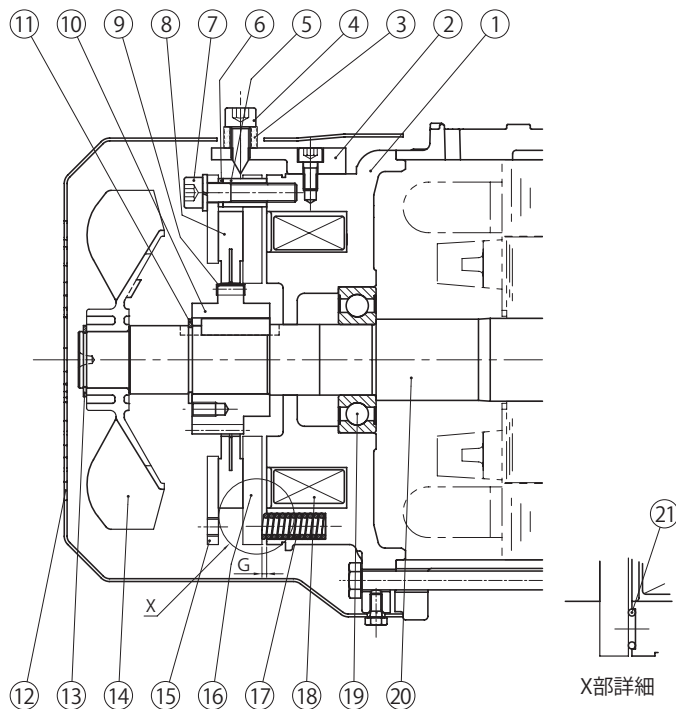 ⑪ ⑩ ⑨ ⑧ ⑦ ⑥ ⑤ ④ ③ ② ①
G
X
㉑
⑫ ⑬ ⑭ ⑮ ⑯ ⑰ ⑱ ⑲ ⑳
X部詳細